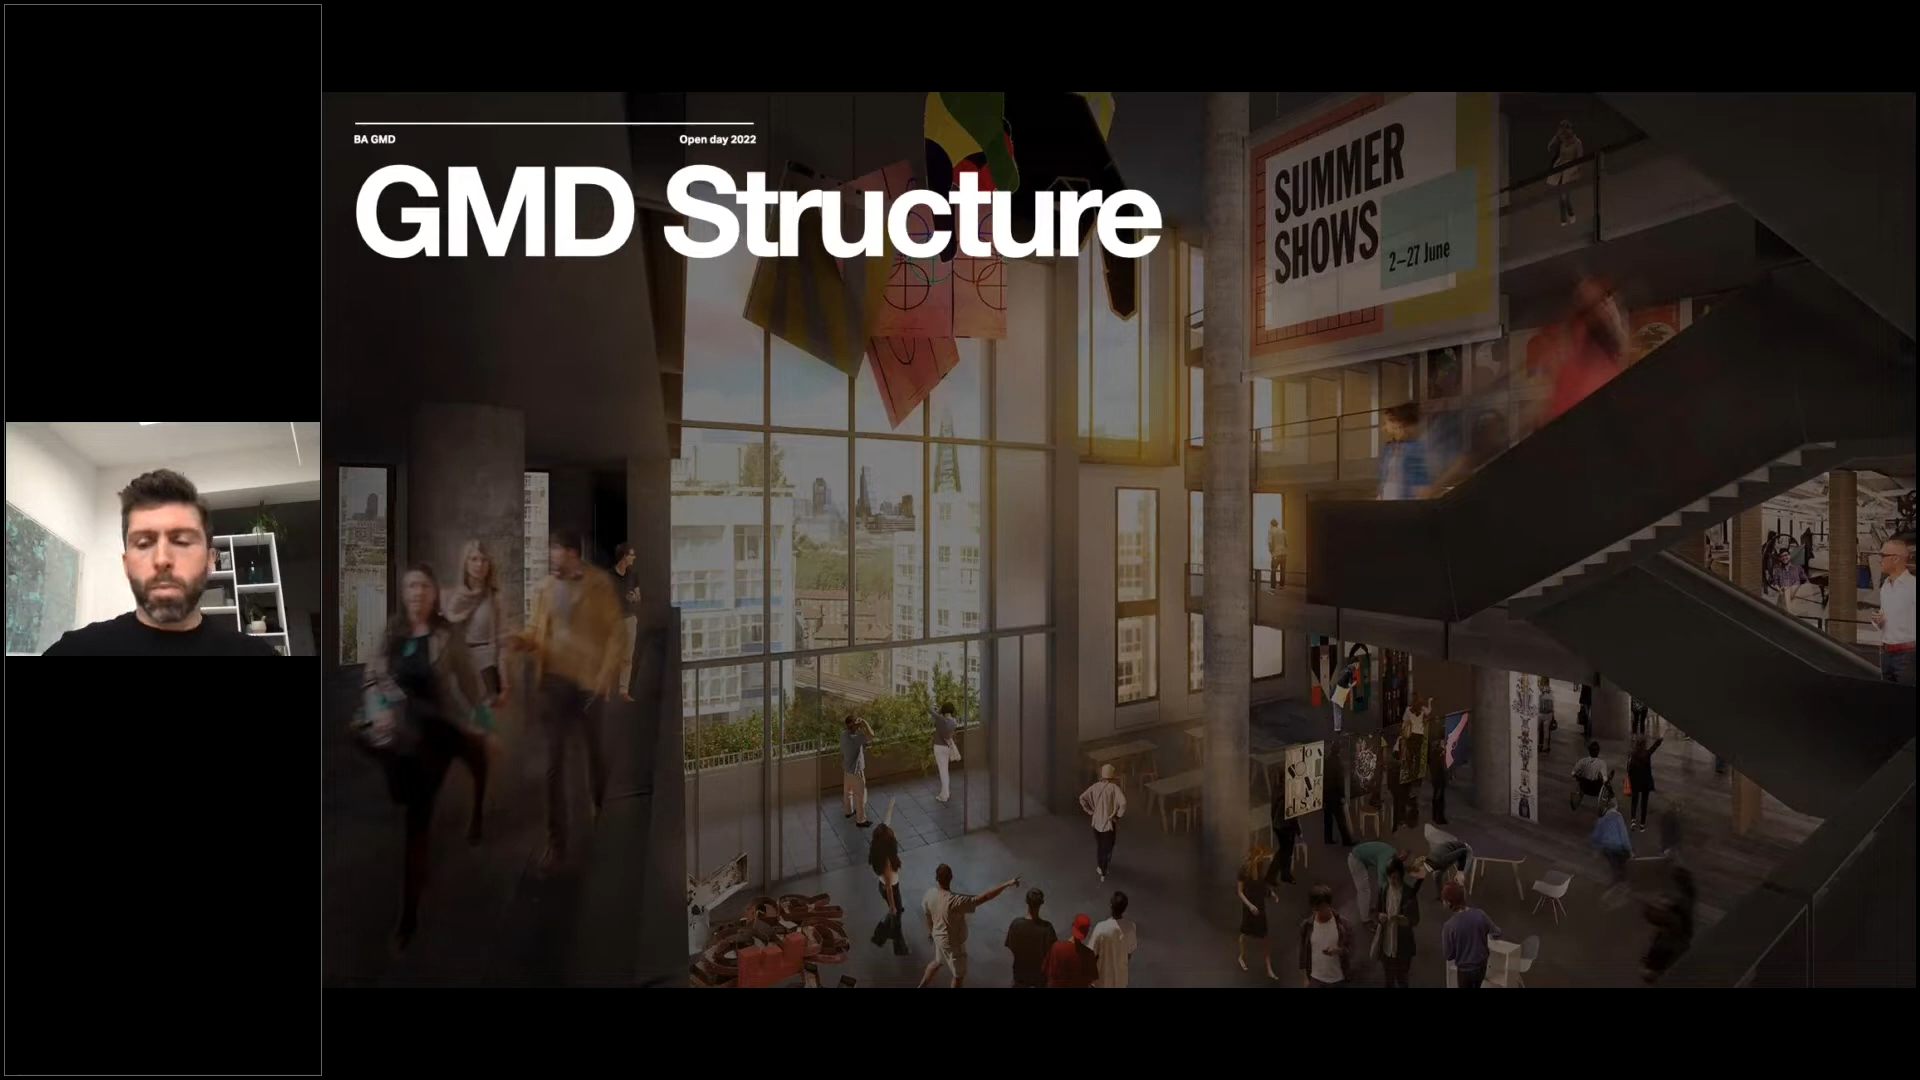 BA GMD
Open day 2022
GMD Structure
SUMMER
SHOWS
2–27 June